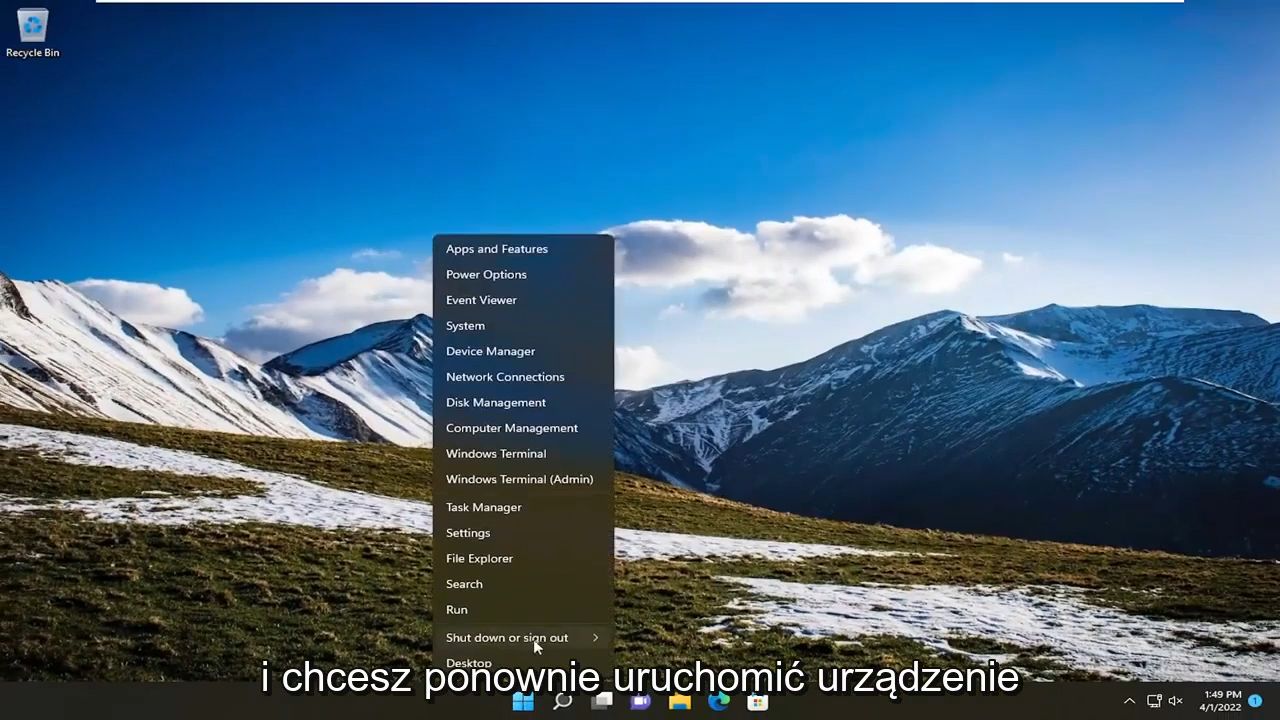 Recycle Bin
Apps and Features
Power Options
Event Viewer
System
Device Manager
Network Connections
Disk Management
Computer Management
Windows Terminal
Windows Terminal (Admin)
Task Manager
Settings
File Explorer
Search
Run
Shut down or sign out
Desktop
i chcesz ponownie uruchomić urządzenie
1:49 PM
4/1/2022
1